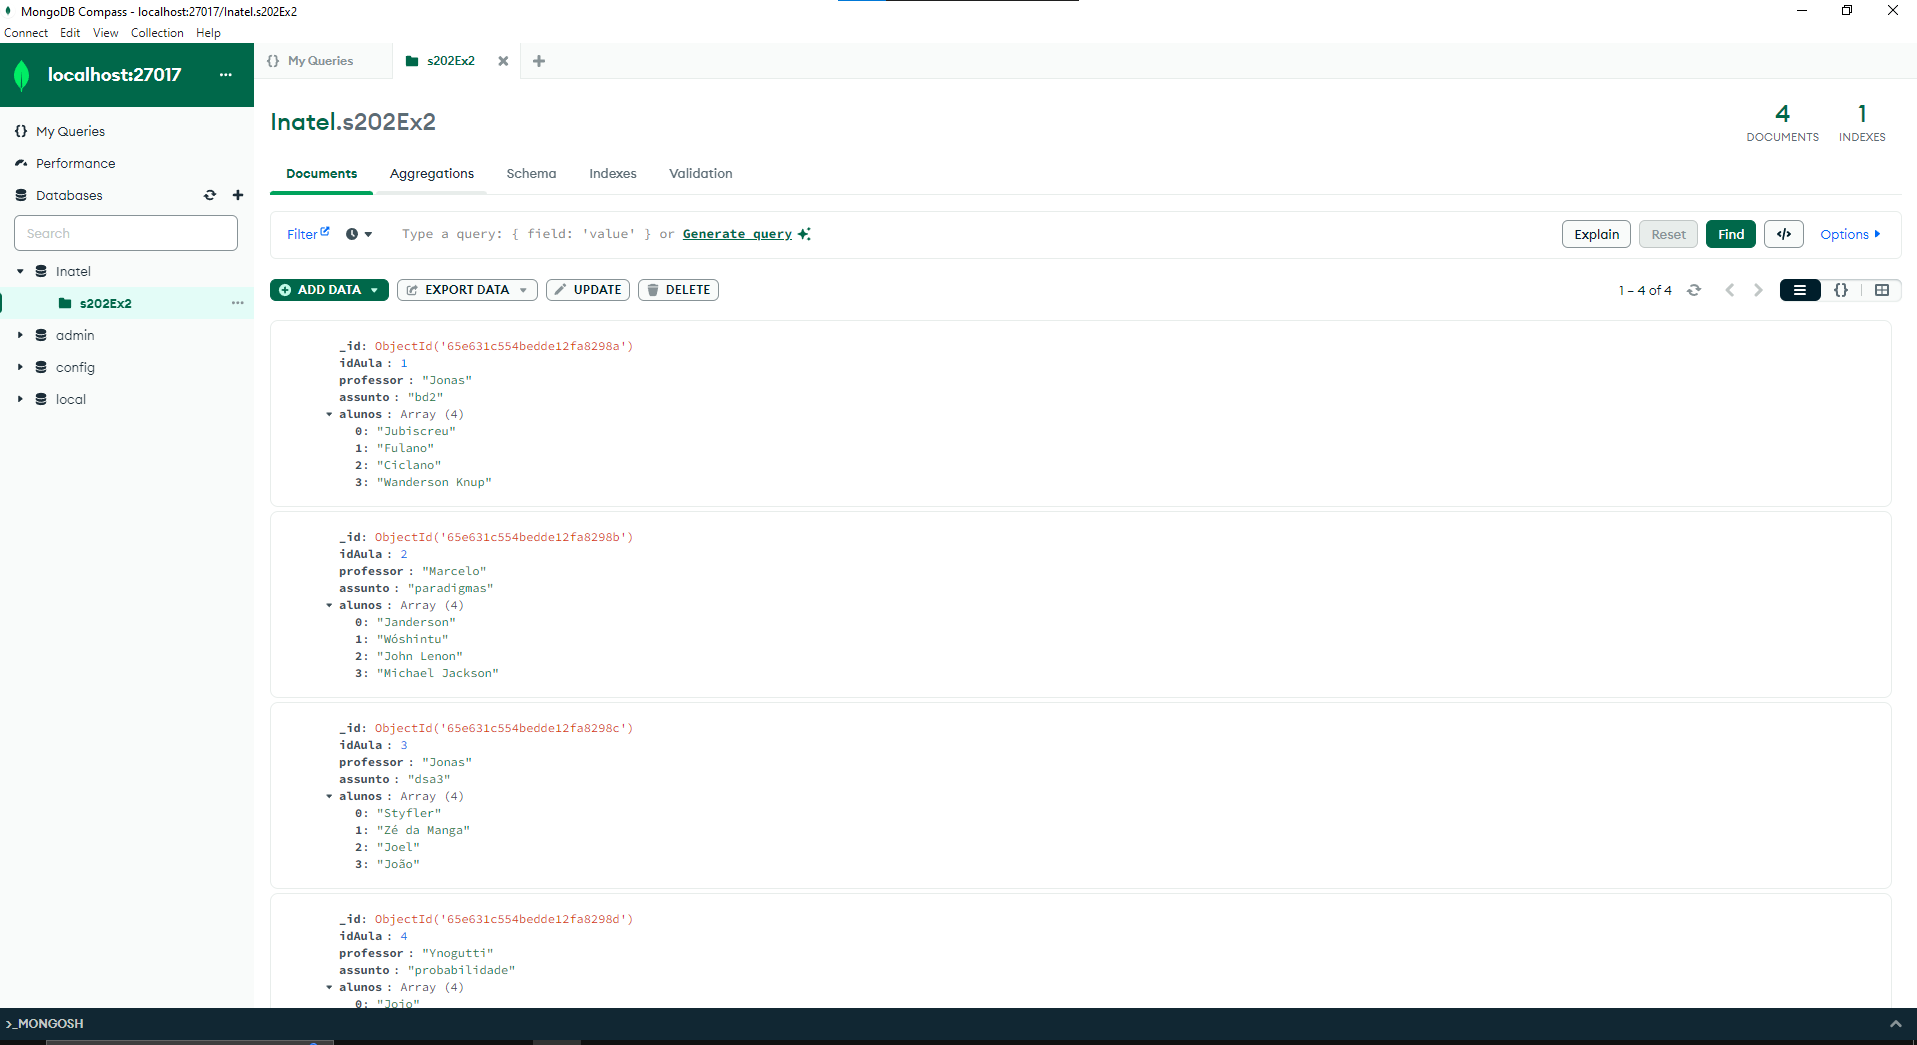 MongoDB Compass - localhost:27017/Inatel.s202Ex2
Connect Edit View Collection Help
localhost:27017 ...
{} My Queries
s202Ex2
My Queries
Performance
Databases
Search
Inatel
s202Ex2 ...
admin
config
local
Inatel.s202Ex2
4
DOCUMENTS
1
INDEXES
Documents Aggregations Schema Indexes Validation
Filter Type a query: { field: 'value' } or Generate query Explain Reset Find </> Options
ADD DATA EXPORT DATA UPDATE DELETE 1 – 4 of 4 {}
_id: ObjectId('65e631c554bedde12fa8298a')
idAula : 1
professor : "Jonas"
assunto : "bd2"
alunos : Array (4)
0: "Jubiscreu"
1: "Fulano"
2: "Ciclano"
3: "Wanderson Knup"
_id: ObjectId('65e631c554bedde12fa8298b')
idAula : 2
professor : "Marcelo"
assunto : "paradigmas"
alunos : Array (4)
0: "Janderson"
1: "Wóshintu"
2: "John Lenon"
3: "Michael Jackson"
_id: ObjectId('65e631c554bedde12fa8298c')
idAula : 3
professor : "Jonas"
assunto : "dsa3"
alunos : Array (4)
0: "Styfler"
1: "Zé da Manga"
2: "Joel"
3: "João"
_id: ObjectId('65e631c554bedde12fa8298d')
idAula : 4
professor : "Ynogutti"
assunto : "probabilidade"
alunos : Array (4)
0: "Jojo"
>_MONGOSH